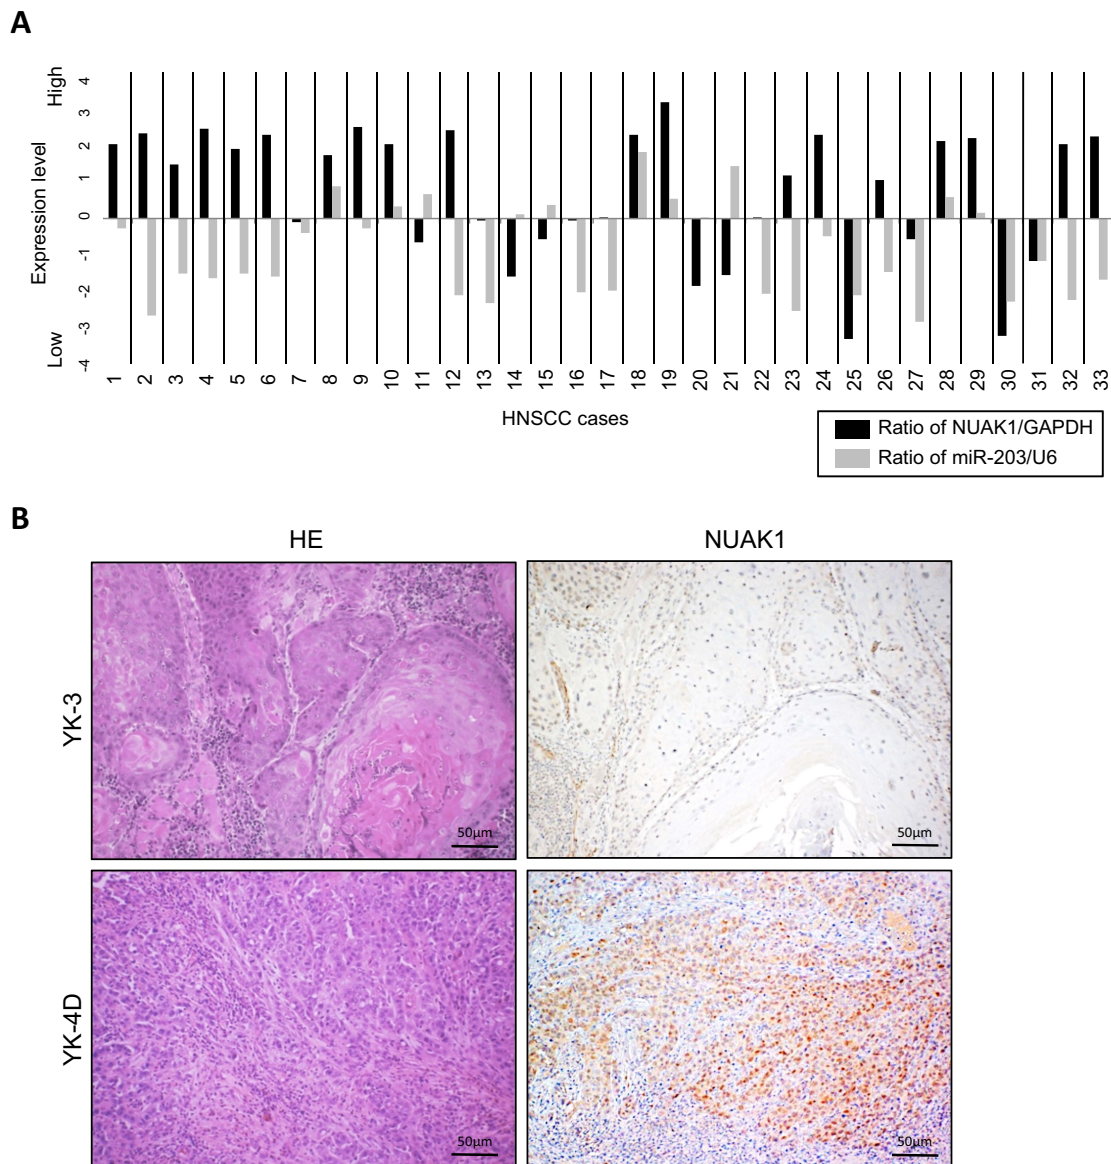 A
High
Expression level
Low
4
3
2
1
0
-1
-2
-3
-4
1 2 3 4 5 6 7 8 9 10 11 12 13 14 15 16 17 18 19 20 21 22 23 24 25 26 27 28 29 30 31 32 33
HNSCC cases
Ratio of NUAK1/GAPDH
Ratio of miR-203/U6
B
HE NUAK1
YK-3
50μm 50μm
YK-4D
50μm 50μm